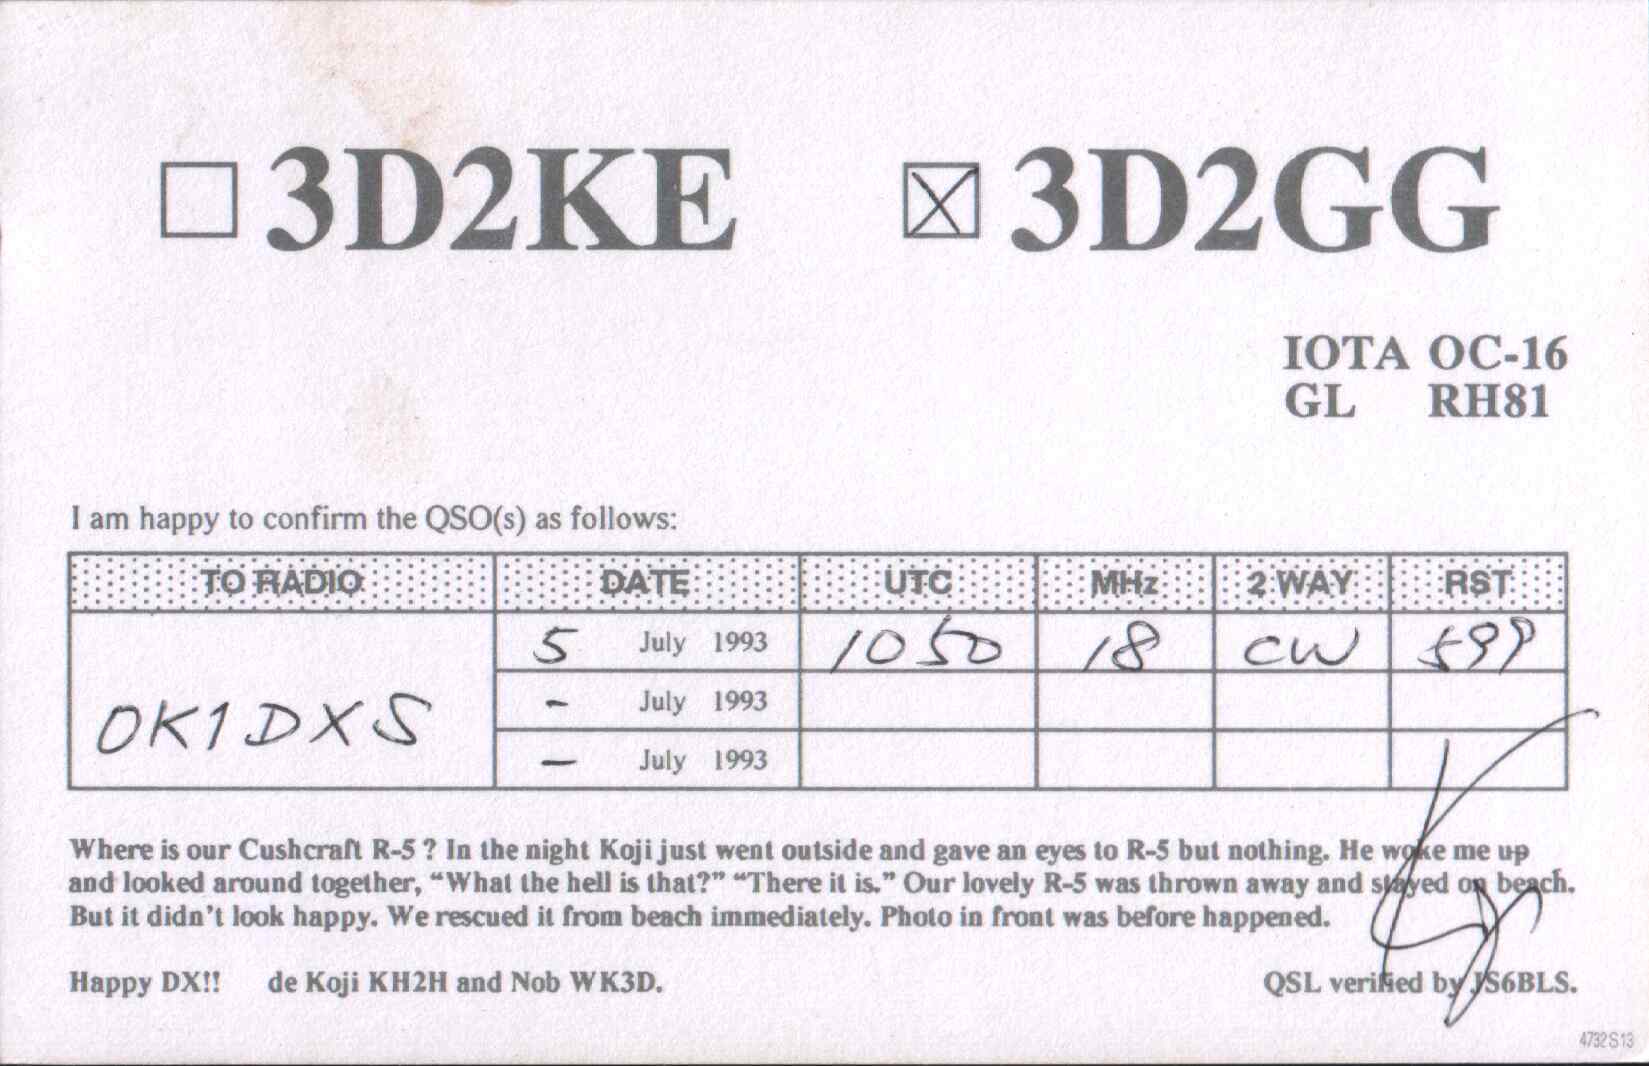 3D2KE 3D2GG
IOTA OC-16
GL RH81
I am happy to confirm the QSO(s) as follows:
TO RADIO DATE UTC MHz 2 WAY RST
5 July 1993 1050 18 CW 599
OK1DXS - July 1993
- July 1993
Where is our Cushcraft R-5 ? In the night Koji just went outside and gave an eyes to R-5 but nothing. He woke me up
and looked around together, “What the hell is that?” “There it is.” Our lovely R-5 was thrown away and stayed on beach.
But it didn't look happy. We rescued it from beach immediately. Photo in front was before happened.
Happy DX!! de Koji KH2H and Nob WK3D. QSL verified by JS6BLS.
4732S13